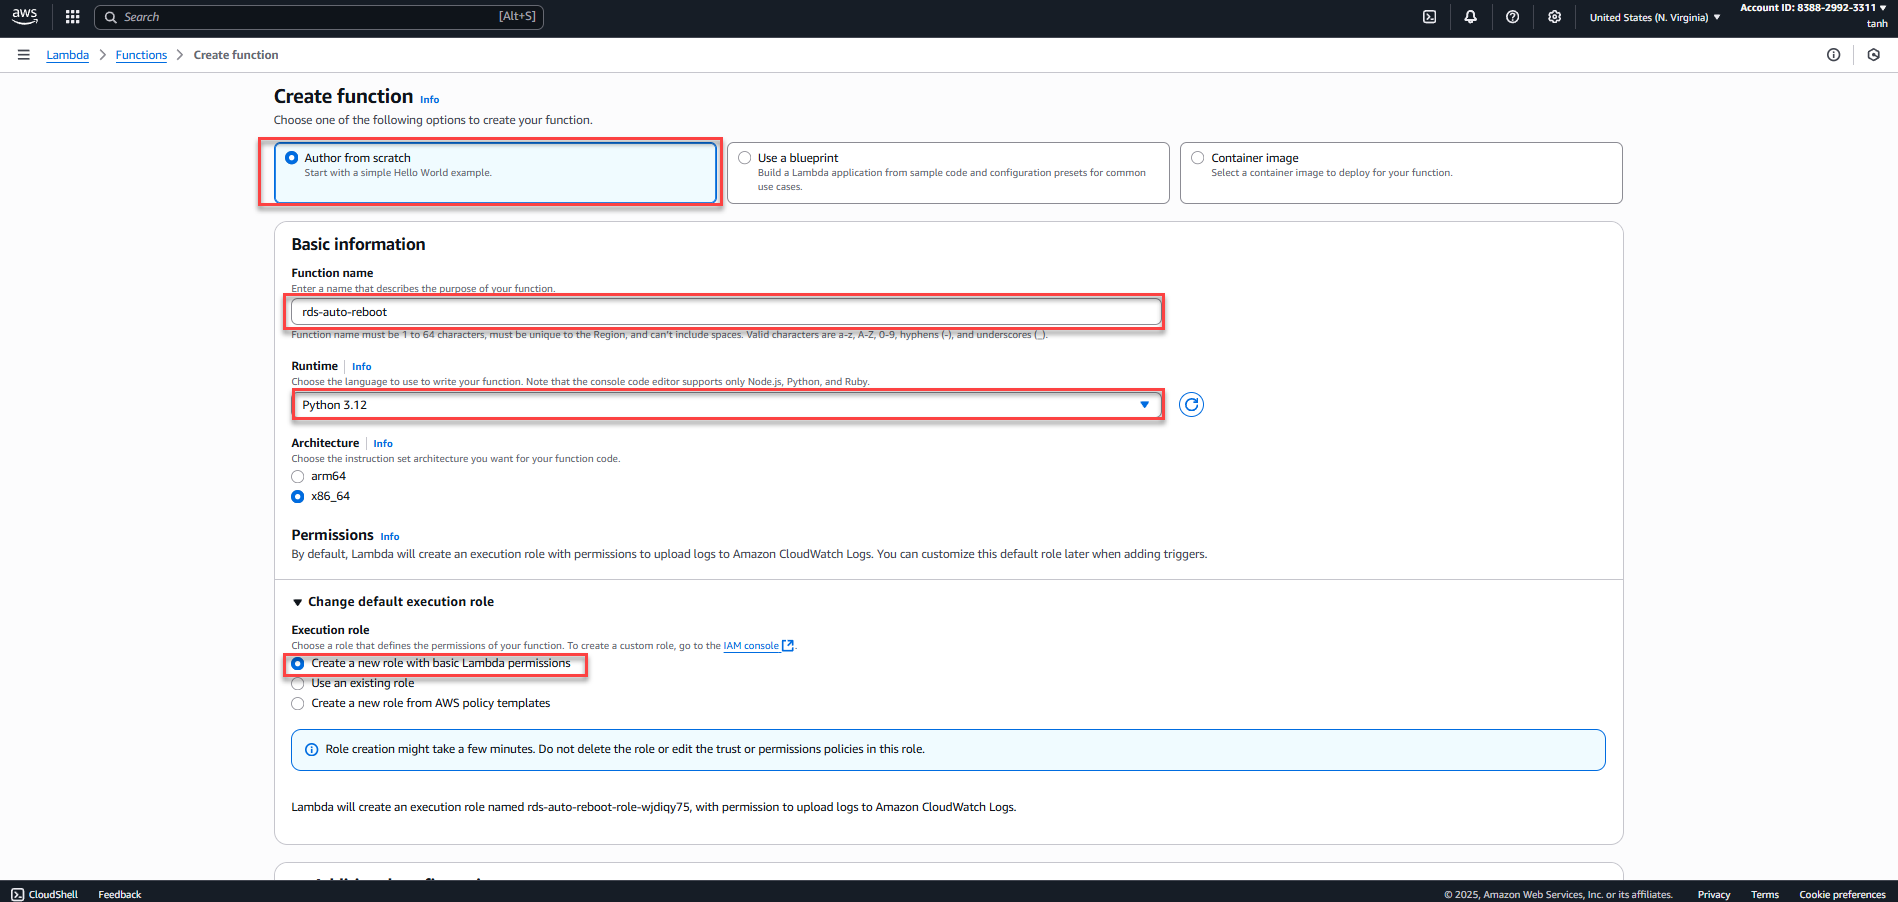 aws
Search
[Alt+S]
United States (N. Virginia)
Account ID: 8388-2992-3311
tanh
Lambda
Functions
Create function
Create function Info
Choose one of the following options to create your function.
Author from scratch
Start with a simple Hello World example.
Use a blueprint
Build a Lambda application from sample code and configuration presets for common
use cases.
Container image
Select a container image to deploy for your function.
Basic information
Function name
Enter a name that describes the purpose of your function.
rds-auto-reboot
Function name must be 1 to 64 characters, must be unique to the Region, and can't include spaces. Valid characters are a-z, A-Z, 0-9, hyphens (-), and underscores (_).
Runtime Info
Choose the language to use to write your function. Note that the console code editor supports only Node.js, Python, and Ruby.
Python 3.12
Architecture Info
Choose the instruction set architecture you want for your function code.
arm64
x86_64
Permissions Info
By default, Lambda will create an execution role with permissions to upload logs to Amazon CloudWatch Logs. You can customize this default role later when adding triggers.
Change default execution role
Execution role
Choose a role that defines the permissions of your function. To create a custom role, go to the IAM console.
Create a new role with basic Lambda permissions
Use an existing role
Create a new role from AWS policy templates
Role creation might take a few minutes. Do not delete the role or edit the trust or permissions policies in this role.
Lambda will create an execution role named rds-auto-reboot-role-wjdiqy75, with permission to upload logs to Amazon CloudWatch Logs.
CloudShell
Feedback
© 2025, Amazon Web Services, Inc. or its affiliates.
Privacy
Terms
Cookie preferences